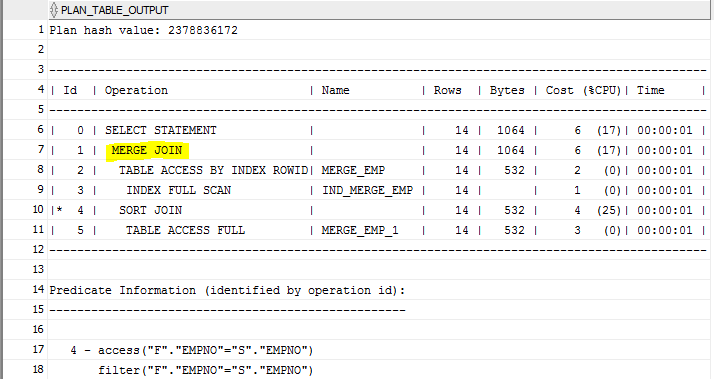 PLAN_TABLE_OUTPUT
1 Plan hash value: 2378836172
2
3 ---------------------------------------------------------------------------------------------
4 | Id  | Operation                    | Name          | Rows  | Bytes | Cost (%CPU)| Time     |
5 ---------------------------------------------------------------------------------------------
6 |   0 | SELECT STATEMENT             |               |    14 |  1064 |     6  (17)| 00:00:01 |
7 |   1 |  MERGE JOIN                  |               |    14 |  1064 |     6  (17)| 00:00:01 |
8 |   2 |   TABLE ACCESS BY INDEX ROWID| MERGE_EMP     |    14 |   532 |     2   (0)| 00:00:01 |
9 |   3 |    INDEX FULL SCAN           | IND_MERGE_EMP |    14 |       |     1   (0)| 00:00:01 |
10 |*  4 |   SORT JOIN                  |               |    14 |   532 |     4  (25)| 00:00:01 |
11 |   5 |    TABLE ACCESS FULL         | MERGE_EMP_1   |    14 |   532 |     3   (0)| 00:00:01 |
12 ---------------------------------------------------------------------------------------------
13
14 Predicate Information (identified by operation id):
15 ---------------------------------------------------
16
17    4 - access("F"."EMPNO"="S"."EMPNO")
18        filter("F"."EMPNO"="S"."EMPNO")